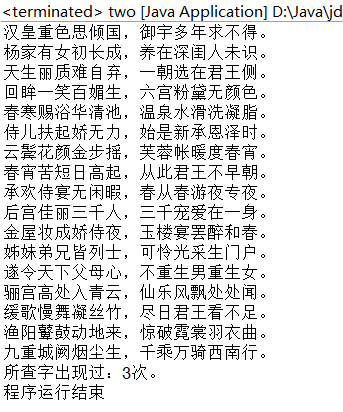 <terminated> two [Java Application] D:\Java\jd
汉皇重色思倾国，御宇多年求不得。
杨家有女初长成，养在深闺人未识。
天生丽质难自弃，一朝选在君王侧。
回眸一笑百媚生，六宫粉黛无颜色。
春寒赐浴华清池，温泉水滑洗凝脂。
侍儿扶起娇无力，始是新承恩泽时。
云鬓花颜金步摇，芙蓉帐暖度春宵。
春宵苦短日高起，从此君王不早朝。
承欢侍宴无闲暇，春从春游夜专夜。
后宫佳丽三千人，三千宠爱在一身。
金屋妆成娇侍夜，玉楼宴罢醉和春。
姊妹弟兄皆列士，可怜光采生门户。
遂令天下父母心，不重生男重生女。
骊宫高处入青云，仙乐风飘处处闻。
缓歌慢舞凝丝竹，尽日君王看不足。
渔阳鼙鼓动地来，惊破霓裳羽衣曲。
九重城阙烟尘生，千乘万骑西南行。
所查字出现过：3次。
程序运行结束